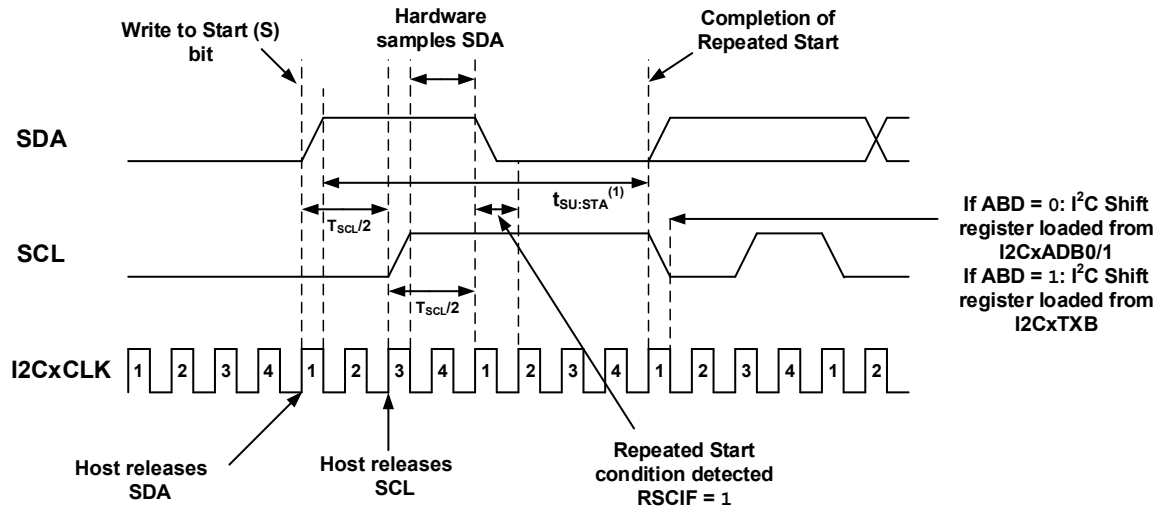 Write to Start (S)
bit
Hardware
samples SDA
Completion of
Repeated Start
SDA
tSU:STA(1)
TSCL/2
SCL
TSCL/2
If ABD = 0: I2C Shift
register loaded from
I2CxADB0/1
If ABD = 1: I2C Shift
register loaded from
I2CxTXB
I2CxCLK
1 2 3 4 1 2 3 4 1 2 3 4 1 2 3 4 1 2
Host releases
SDA
Host releases
SCL
Repeated Start
condition detected
RSCIF = 1